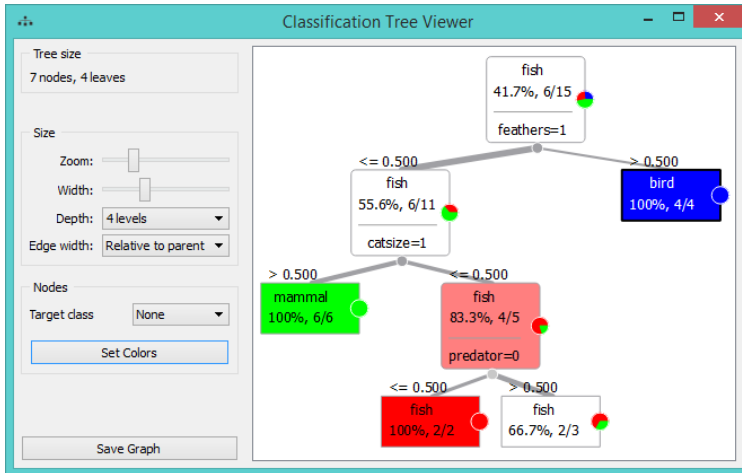 Classification Tree Viewer
Tree size
7 nodes, 4 leaves
Size
Zoom:
Width:
Depth: 4 levels
Edge width: Relative to parent
Nodes
Target class None
Set Colors
Save Graph
fish
41.7%, 6/15
feathers=1
<= 0.500
> 0.500
fish
55.6%, 6/11
catsize=1
bird
100%, 4/4
> 0.500
<= 0.500
mammal
100%, 6/6
fish
83.3%, 4/5
predator=0
<= 0.500
> 0.500
fish
100%, 2/2
fish
66.7%, 2/3